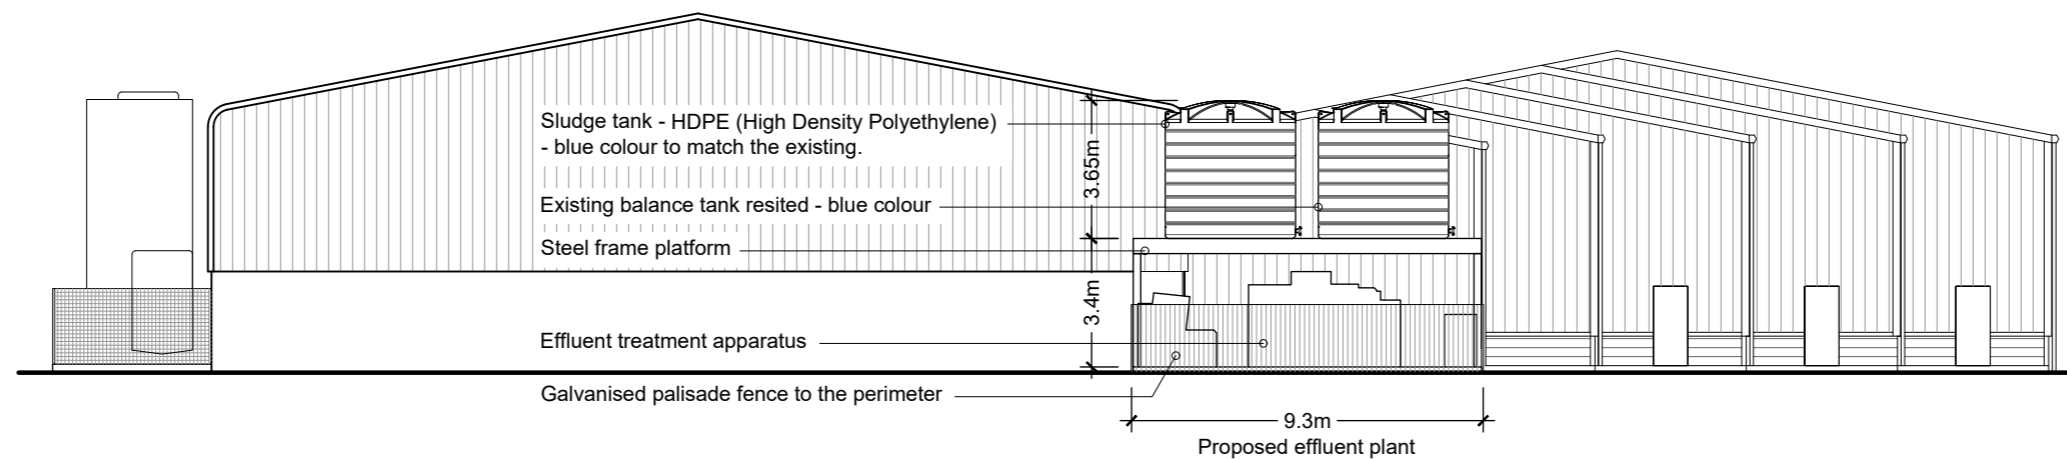 Sludge tank - HDPE (High Density Polyethylene)
- blue colour to match the existing.
3.65m
Existing balance tank resited - blue colour
Steel frame platform
3.4m
Effluent treatment apparatus
Galvanised palisade fence to the perimeter
9.3m
Proposed effluent plant